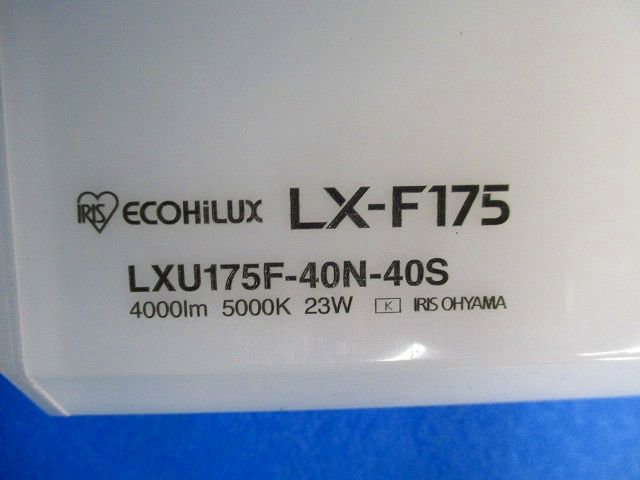 IRIS ECOHiLUX LX-F175
LXU175F-40N-40S
4000lm 5000K 23W K IRIS OHYAMA